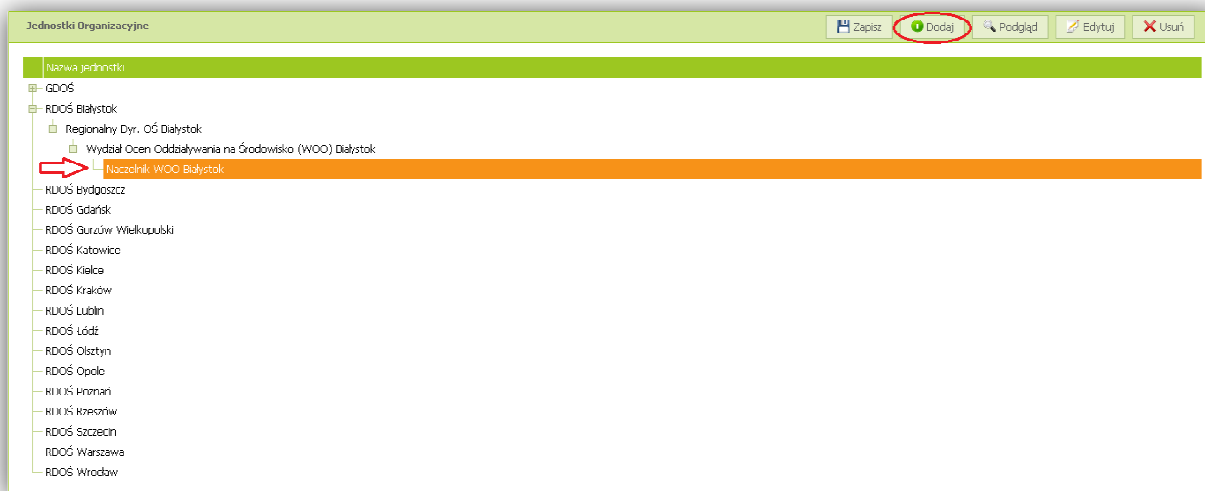 Jednostki Organizacyjne Zapisz Dodaj Podgląd Edytuj Usuń
Nazwa jednostki
GDOŚ
RDOŚ Białystok
Regionalny Dyr. OŚ Białystok
Wydział Ocen Oddziaływania na Środowisko (WOO) Białystok
Naczelnik WOO Białystok
RDOŚ Bydgoszcz
RDOŚ Gdańsk
RDOŚ Gorzów Wielkopolski
RDOŚ Katowice
RDOŚ Kielce
RDOŚ Kraków
RDOŚ Lublin
RDOŚ Łódź
RDOŚ Olsztyn
RDOŚ Opole
RDOŚ Poznań
RDOŚ Rzeszów
RDOŚ Szczecin
RDOŚ Warszawa
RDOŚ Wrocław